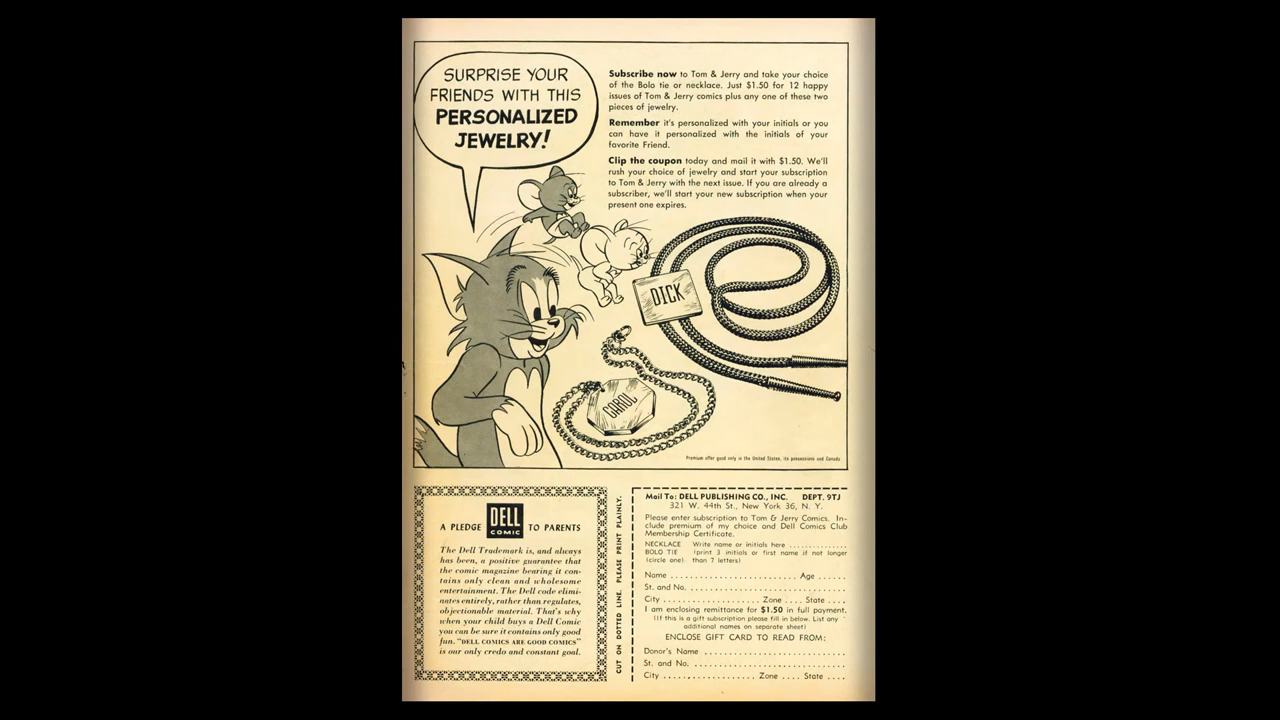 SURPRISE YOUR
FRIENDS WITH THIS
PERSONALIZED
JEWELRY!
Subscribe now to Tom & Jerry and take your choice
of the Bolo tie or necklace. Just $1.50 for 12 happy
issues of Tom & Jerry comics plus any one of these two
pieces of jewelry.
Remember it's personalized with your initials or you
can have it personalized with the initials of your
favorite Friend.
Clip the coupon today and mail it with $1.50. We'll
rush your choice of jewelry and start your subscription
to Tom & Jerry with the next issue. If you are already a
subscriber, we'll start your new subscription when your
present one expires.
DICK
CAROL
Premium offer good only in the United States, its possessions and Canada
A PLEDGE DELL COMIC TO PARENTS
The Dell Trademark is, and always
has been, a positive guarantee that
the comic magazine bearing it con-
tains only clean and wholesome
entertainment. The Dell code elimi-
nates entirely, rather than regulates,
objectionable material. That's why
when your child buys a Dell Comic
you can be sure it contains only good
fun. "DELL COMICS ARE GOOD COMICS"
is our only credo and constant goal.
CUT ON DOTTED LINE. PLEASE PRINT PLAINLY.
Mail To: DELL PUBLISHING CO., INC. DEPT. 9TJ
321 W. 44th St., New York 36, N. Y.
Please enter subscription to Tom & Jerry Comics. In-
clude premium of my choice and Dell Comics Club
Membership Certificate.
NECKLACE Write name or initials here ..............
BOLO TIE (print 3 initials or first name if not longer
(circle one) than 7 letters)
Name ............................ Age ......
St. and No. ..................................
City ..................... Zone .... State .....
I am enclosing remittance for $1.50 in full payment.
(If this is a gift subscription please fill in below. List any
additional names on separate sheet)
ENCLOSE GIFT CARD TO READ FROM:
Donor's Name ................................
St. and No. ..................................
City ..................... Zone .... State .....